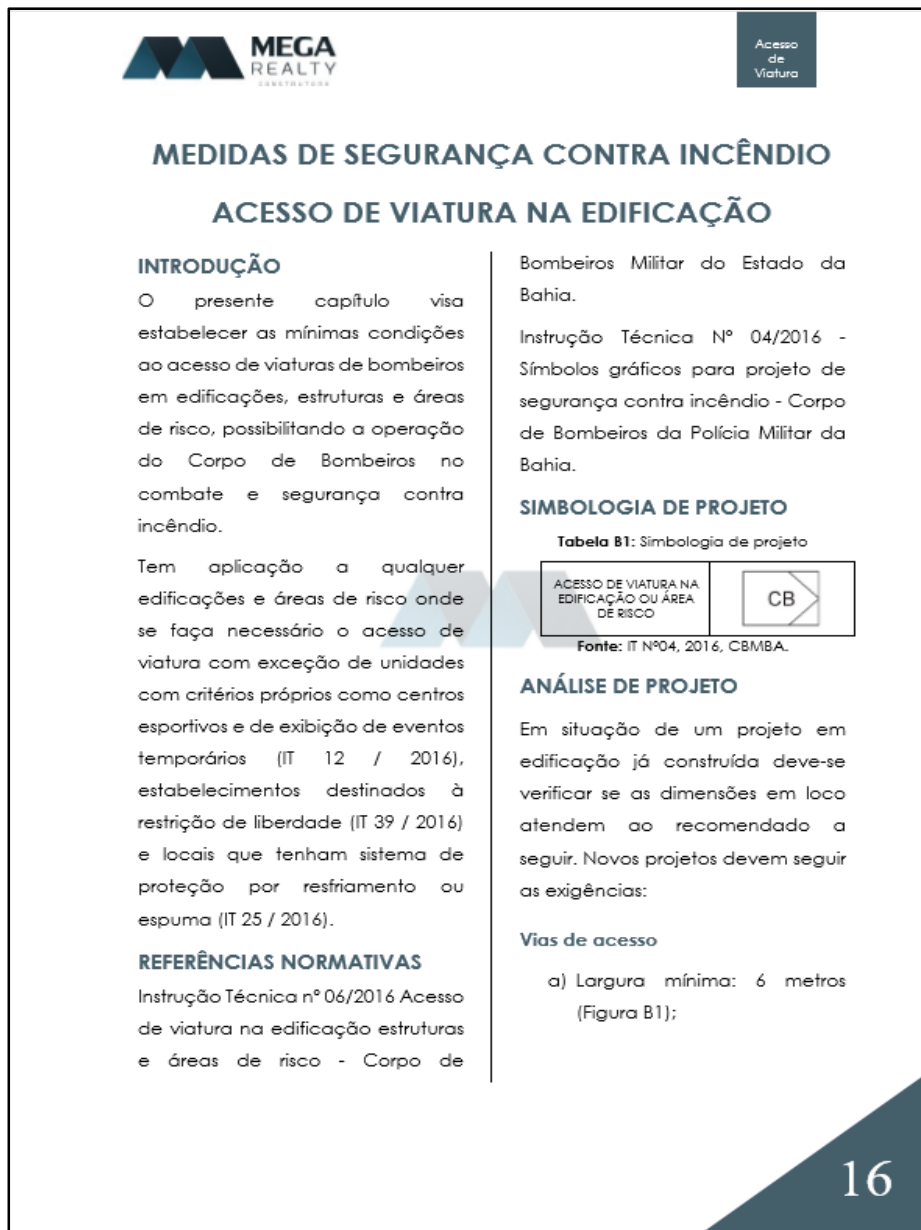 MEGA
REALTY
CONSTRUTORA
Acesso
de
Viatura
MEDIDAS DE SEGURANÇA CONTRA INCÊNDIO
ACESSO DE VIATURA NA EDIFICAÇÃO
INTRODUÇÃO
O presente capítulo visa
estabelecer as mínimas condições
ao acesso de viaturas de bombeiros
em edificações, estruturas e áreas
de risco, possibilitando a operação
do Corpo de Bombeiros no
combate e segurança contra
incêndio.
Tem aplicação a qualquer
edificações e áreas de risco onde
se faça necessário o acesso de
viatura com exceção de unidades
com critérios próprios como centros
esportivos e de exibição de eventos
temporários (IT 12 / 2016),
estabelecimentos destinados à
restrição de liberdade (IT 39 / 2016)
e locais que tenham sistema de
proteção por resfriamento ou
espuma (IT 25 / 2016).
REFERÊNCIAS NORMATIVAS
Instrução Técnica nº 06/2016 Acesso
de viatura na edificação estruturas
e áreas de risco - Corpo de
Bombeiros Militar do Estado da
Bahia.
Instrução Técnica Nº 04/2016 -
Símbolos gráficos para projeto de
segurança contra incêndio - Corpo
de Bombeiros da Polícia Militar da
Bahia.
SIMBOLOGIA DE PROJETO
Tabela B1: Simbologia de projeto
ACESSO DE VIATURA NA
EDIFICAÇÃO OU ÁREA
DE RISCO
CB
Fonte: IT Nº04, 2016, CBMBA.
ANÁLISE DE PROJETO
Em situação de um projeto em
edificação já construída deve-se
verificar se as dimensões em loco
atendem ao recomendado a
seguir. Novos projetos devem seguir
as exigências:
Vias de acesso
a) Largura mínima: 6 metros
(Figura B1);
16